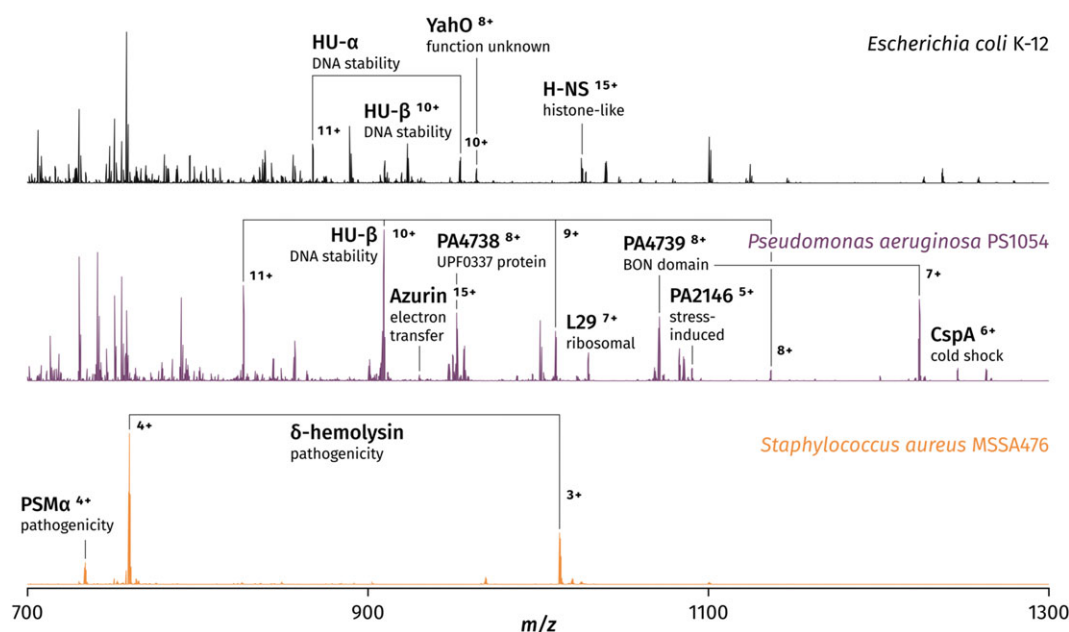 Escherichia coli K-12
YahO 8+
function unknown
HU-α
DNA stability
H-NS 15+
histone-like
HU-β 10+
DNA stability
11+
10+
Pseudomonas aeruginosa PS1054
HU-β
DNA stability
10+
PA4738 8+
UPF0337 protein
9+
PA4739 8+
BON domain
11+
Azurin 15+
electron
transfer
PA2146 5+
stress-
induced
7+
L29 7+
ribosomal
8+
CspA 6+
cold shock
Staphylococcus aureus MSSA476
4+
δ-hemolysin
pathogenicity
3+
PSMα 4+
pathogenicity
700
900
1100
1300
m/z